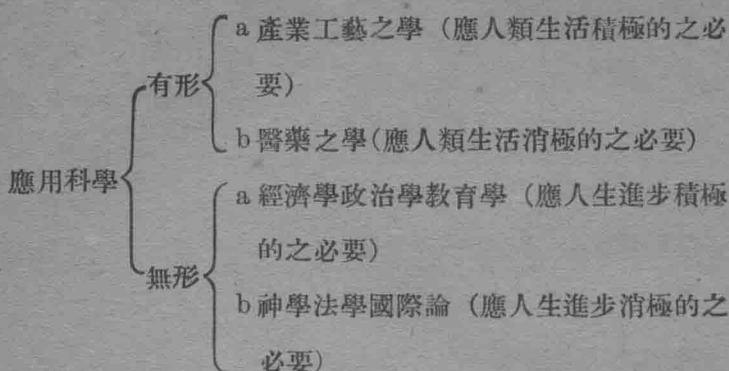 應用科學
有形
a 產業工藝之學（應人類生活積極的之必
要）
b 醫藥之學（應人類生活消極的之必要）
無形
a 經濟學政治學教育學（應人生進步積極
的之必要）
b 神學法學國際論（應人生進步消極的之
必要）